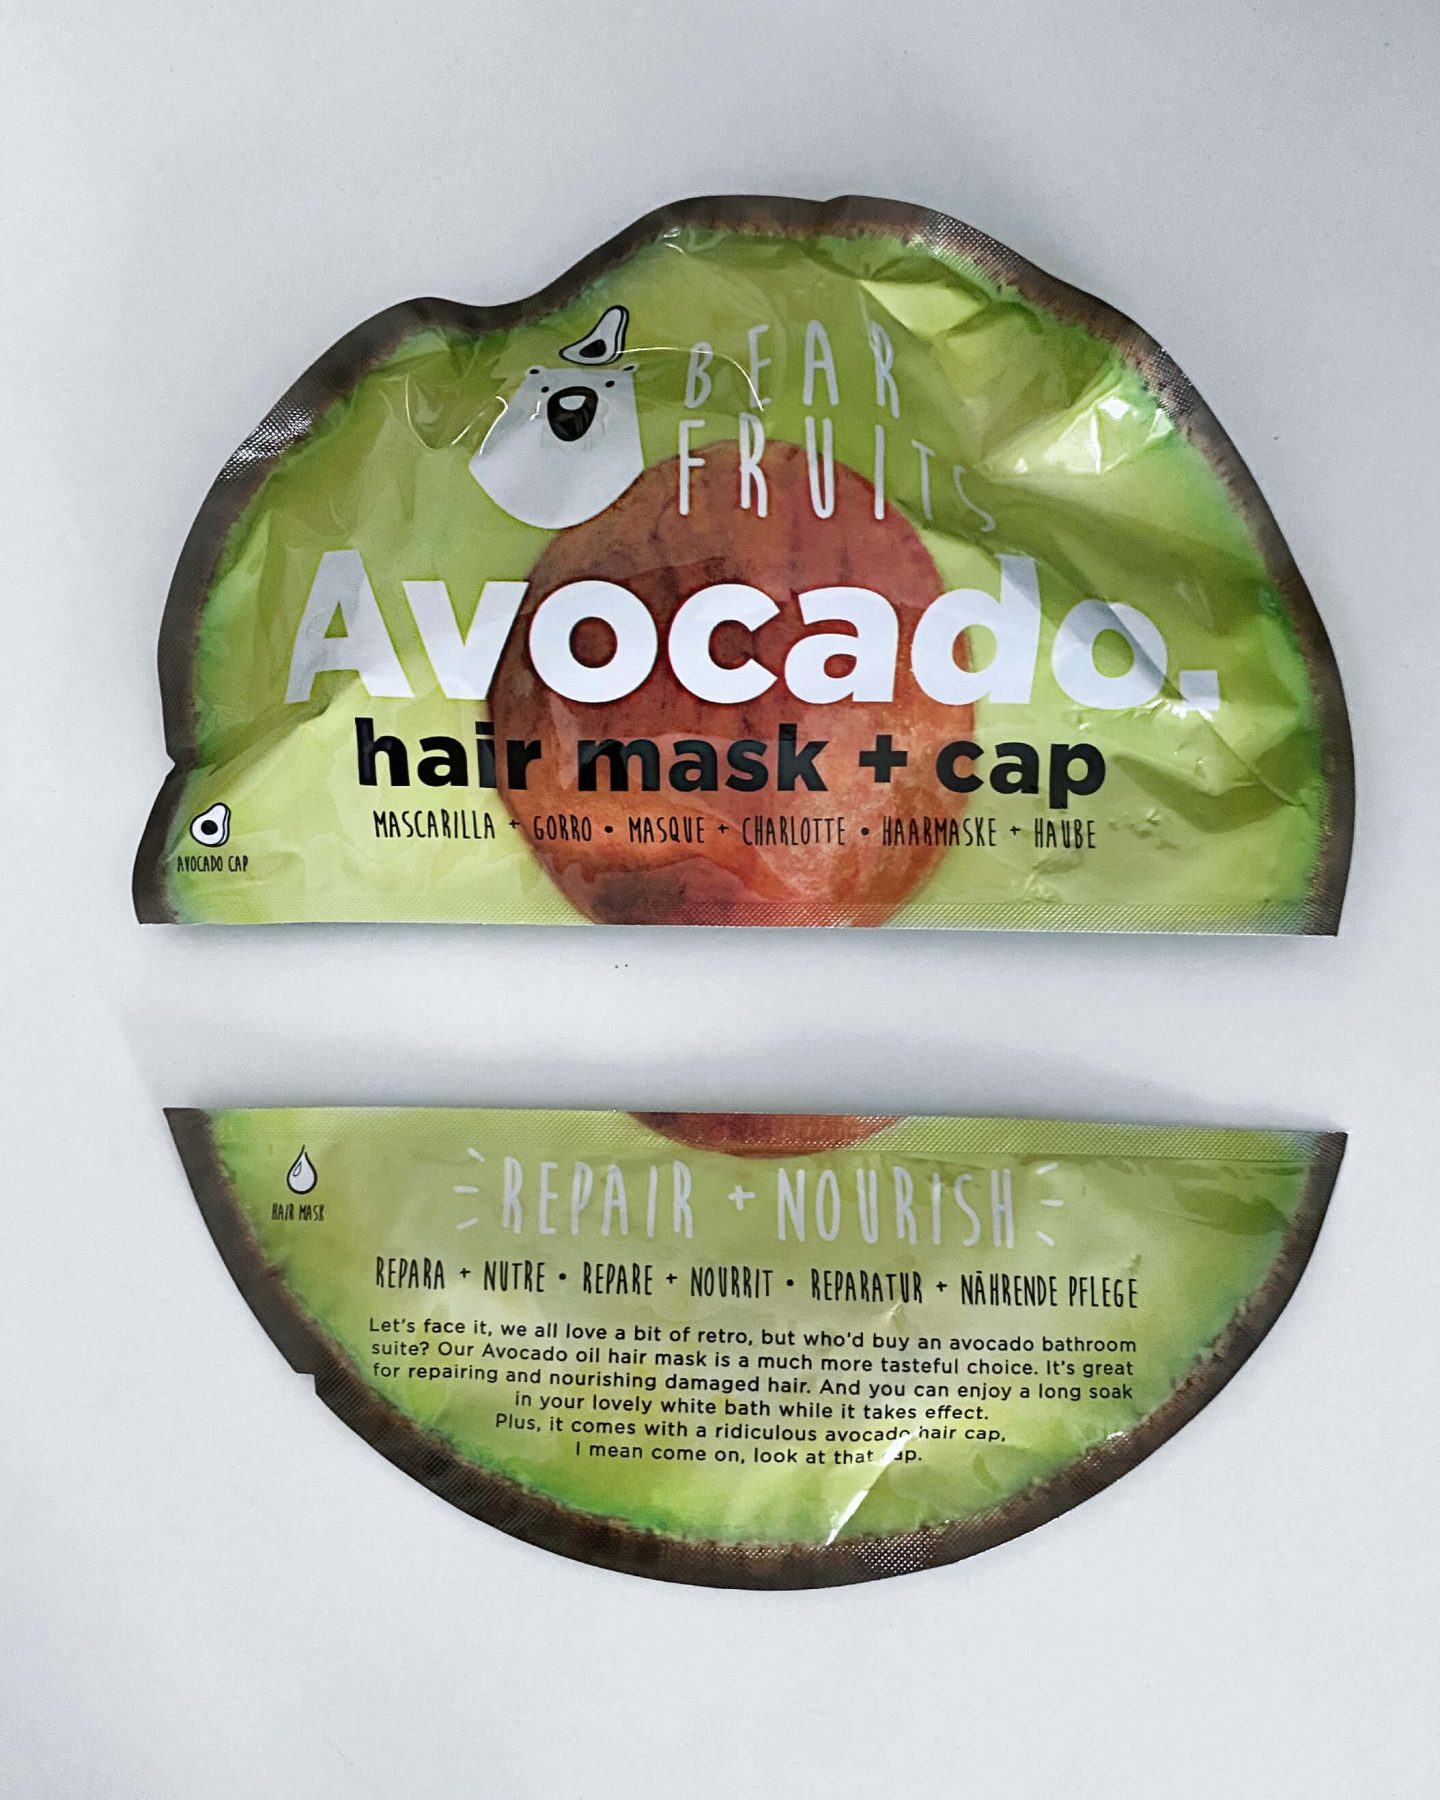 BEAR
FRUITS
Avocado.
hair mask + cap
MASCARILLA + GORRO • MASQUE + CHARLOTTE • HAARMASKE + HAUBE
AVOCADO CAP
HAIR MASK
REPAIR + NOURISH
REPARA + NUTRE • REPARE + NOURRIT • REPARATUR + NÄHRENDE PFLEGE
Let's face it, we all love a bit of retro, but who'd buy an avocado bathroom
suite? Our Avocado oil hair mask is a much more tasteful choice. It's great
for repairing and nourishing damaged hair. And you can enjoy a long soak
in your lovely white bath while it takes effect.
Plus, it comes with a ridiculous avocado hair cap,
I mean come on, look at that cap.